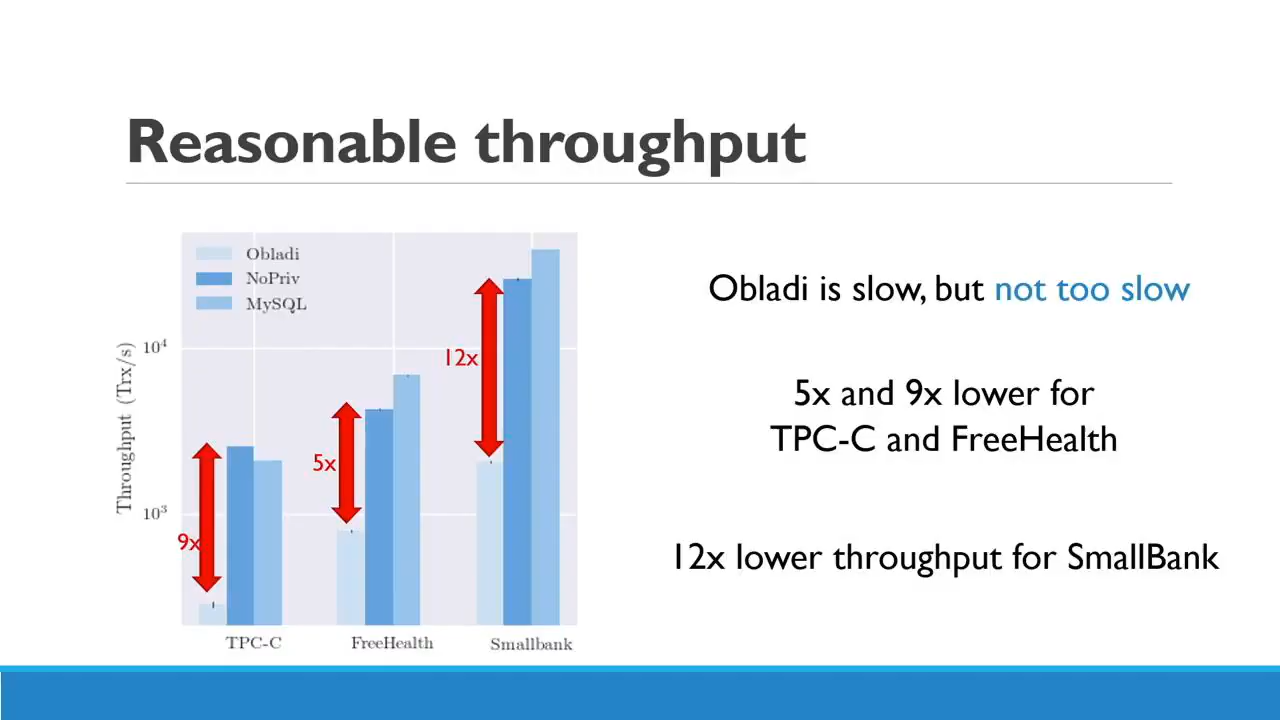 Reasonable throughput
Obladi
NoPriv
MySQL
Throughput (Trx/s)
10⁴
10³
9x
5x
12x
TPC-C
FreeHealth
Smallbank
Obladi is slow, but not too slow
5x and 9x lower for
TPC-C and FreeHealth
12x lower throughput for SmallBank